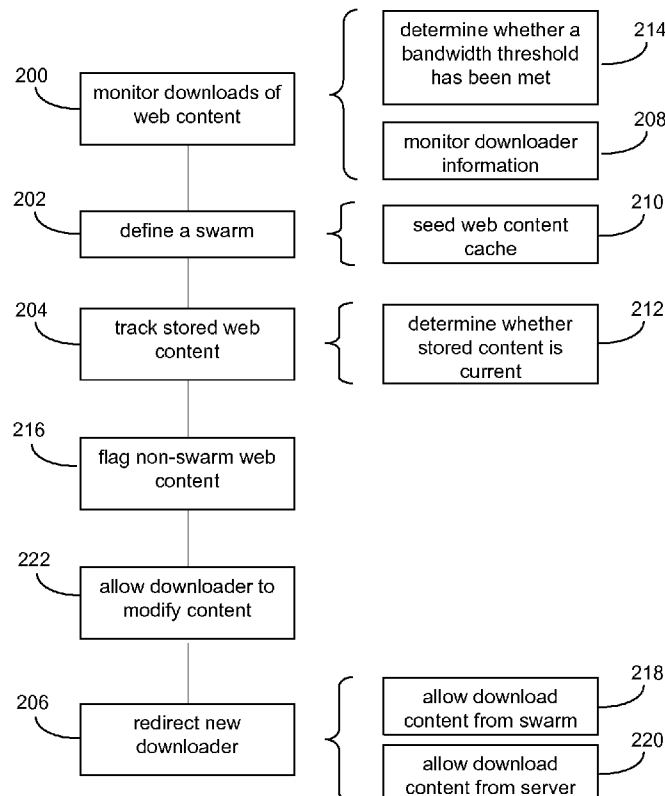 200
monitor downloads of
web content
determine whether a
bandwidth threshold
has been met
214
monitor downloader
information
208
202
define a swarm
seed web content
cache
210
204
track stored web
content
determine whether
stored content is
current
212
216
flag non-swarm web
content
222
allow downloader to
modify content
206
redirect new
downloader
allow download
content from swarm
218
allow download
content from server
220